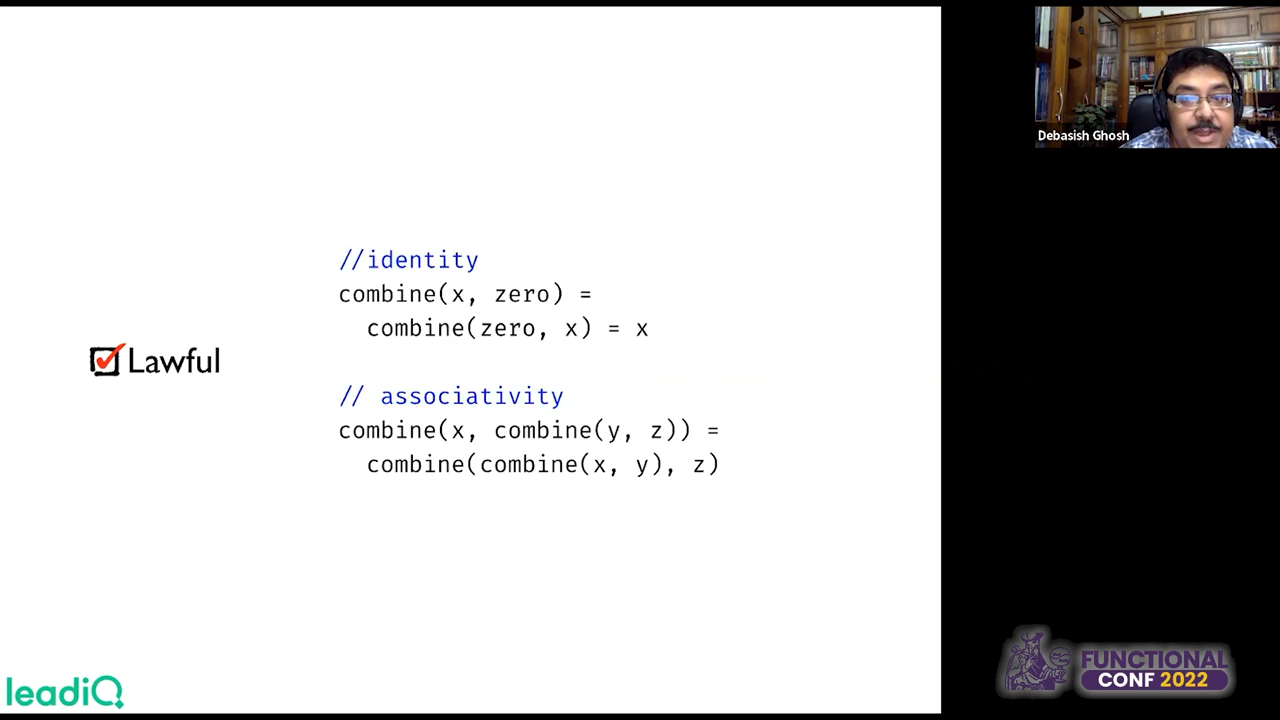 Debasish Ghosh
//identity
combine(x, zero) =
combine(zero, x) = x
Lawful
// associativity
combine(x, combine(y, z)) =
combine(combine(x, y), z)
leadiQ
FUNCTIONAL
CONF 2022